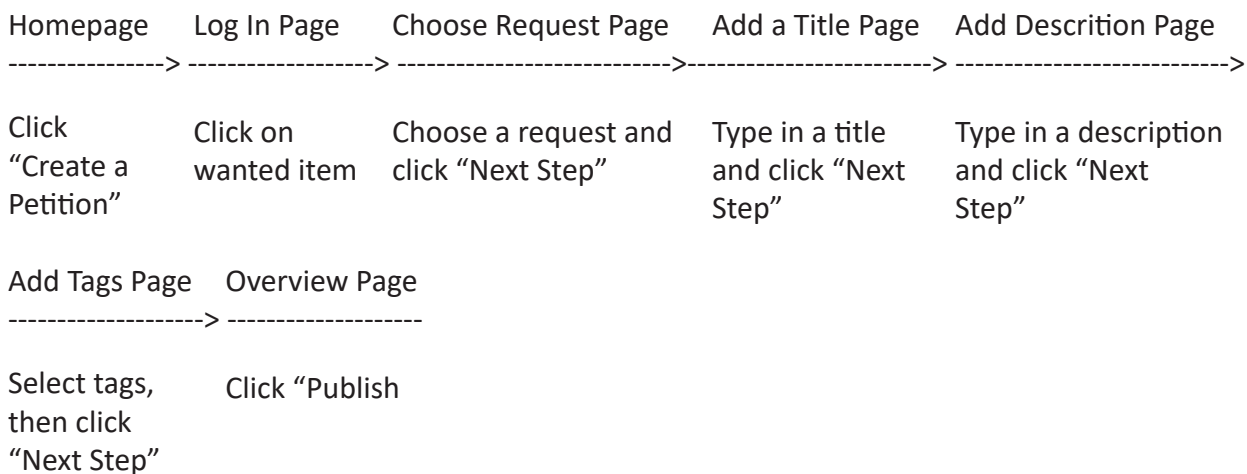 Homepage Log In Page Choose Request Page Add a Title Page Add Descrition Page
----------------> -------------------> ----------------------------> -------------------------> ---------------------------->
Click
“Create a
Petition”
Click on
wanted item
Choose a request and
click “Next Step”
Type in a title
and click “Next
Step”
Type in a description
and click “Next
Step”
Add Tags Page Overview Page
--------------------> --------------------
Select tags,
then click
“Next Step”
Click “Publish